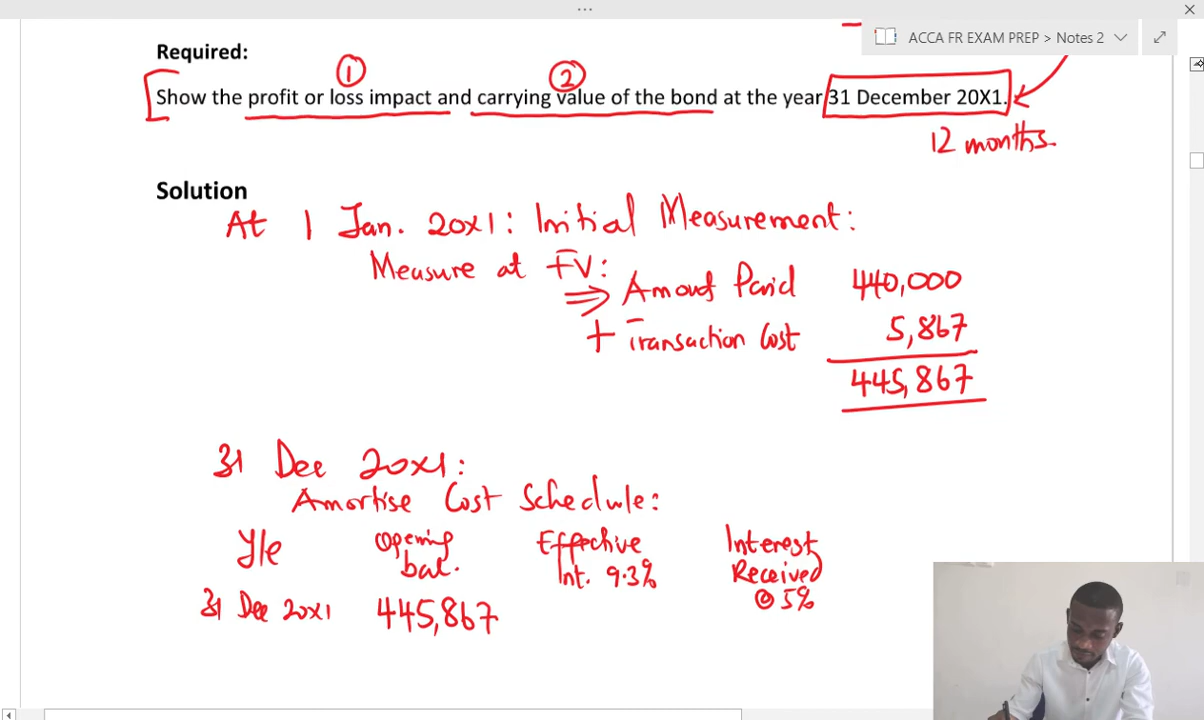 ACCA FR EXAM PREP > Notes 2
Required:
① ②
Show the profit or loss impact and carrying value of the bond at the year 31 December 20X1.
12 months.
Solution
At 1 Jan. 20x1: Initial Measurement:
Measure at FV:
⇒ Amout Paid 440,000
+ Transaction Cost 5,867
445,867
31 Dec 20x1:
Amortise Cost Schedule:
Y/e Opening bal. Effective Int. 9.3% Interest Received @ 5%
31 Dec 20x1 445,867